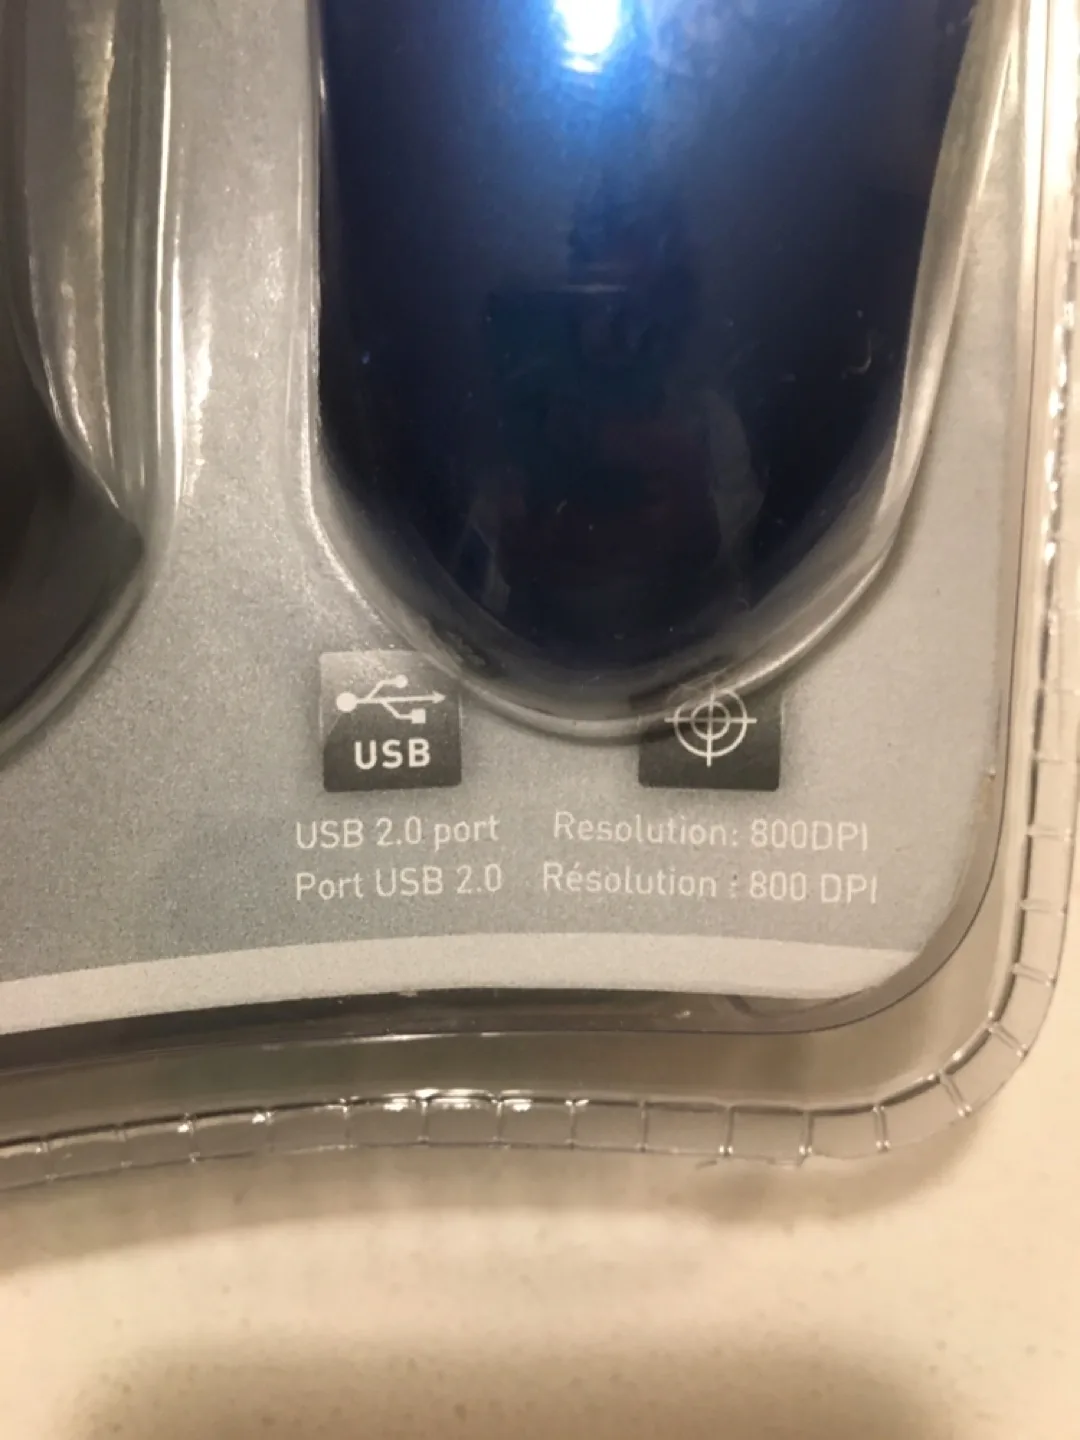 USB
USB 2.0 port
Port USB 2.0
Resolution: 800DPI
Résolution : 800 DPI